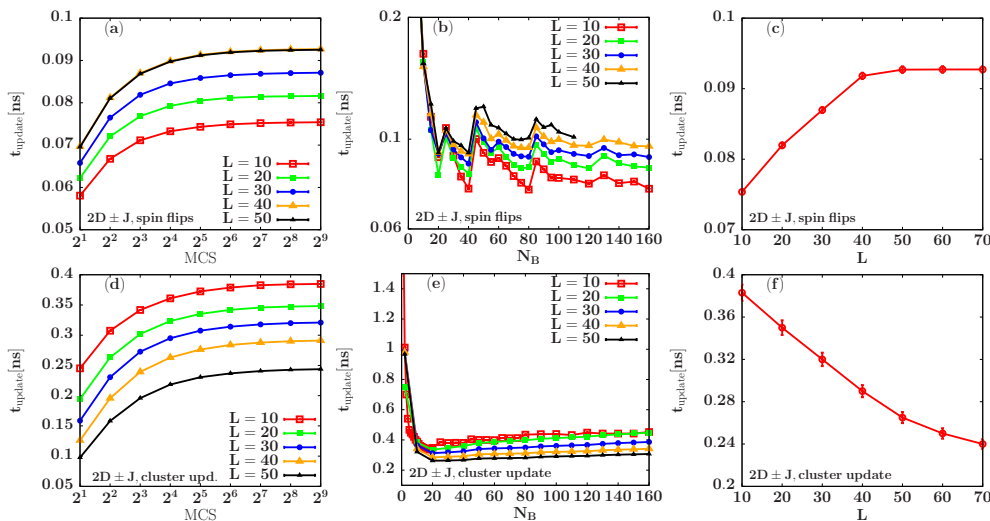 (a)
t_update[ns]
0.1
0.09
0.08
0.07
0.06
0.05
L = 10
L = 20
L = 30
L = 40
L = 50
2D ± J, spin flips
2^1 2^2 2^3 2^4 2^5 2^6 2^7 2^8 2^9
MCS
(b)
t_update[ns]
0.2
0.1
0.06
L = 10
L = 20
L = 30
L = 40
L = 50
2D ± J, spin flips
0 20 40 60 80 100 120 140 160
N_B
(c)
t_update[ns]
0.1
0.09
0.08
0.07
2D ± J, spin flips
10 20 30 40 50 60 70
L
(d)
t_update[ns]
0.4
0.35
0.3
0.25
0.2
0.15
0.1
0.05
L = 10
L = 20
L = 30
L = 40
L = 50
2D ± J, cluster upd.
2^1 2^2 2^3 2^4 2^5 2^6 2^7 2^8 2^9
MCS
(e)
t_update[ns]
1.4
1.2
1
0.8
0.6
0.4
0.2
L = 10
L = 20
L = 30
L = 40
L = 50
2D ± J, cluster update
0 20 40 60 80 100 120 140 160
N_B
(f)
t_update[ns]
0.4
0.36
0.32
0.28
0.24
0.2
2D ± J, cluster update
10 20 30 40 50 60 70
L